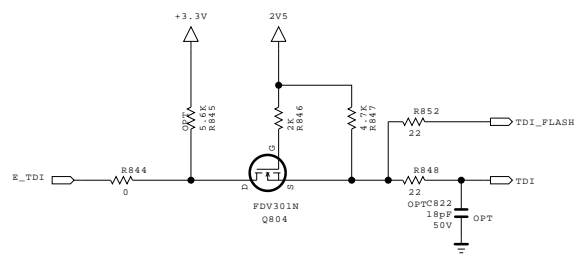 +3.3V
2V5
OPT
5.6K
R845
2K
R846
4.7K
R847
R852
22
TDI_FLASH
G
E_TDI
R844
0
D
S
R848
22
TDI
FDV301N
Q804
OPT
C822
18pF
50V
OPT